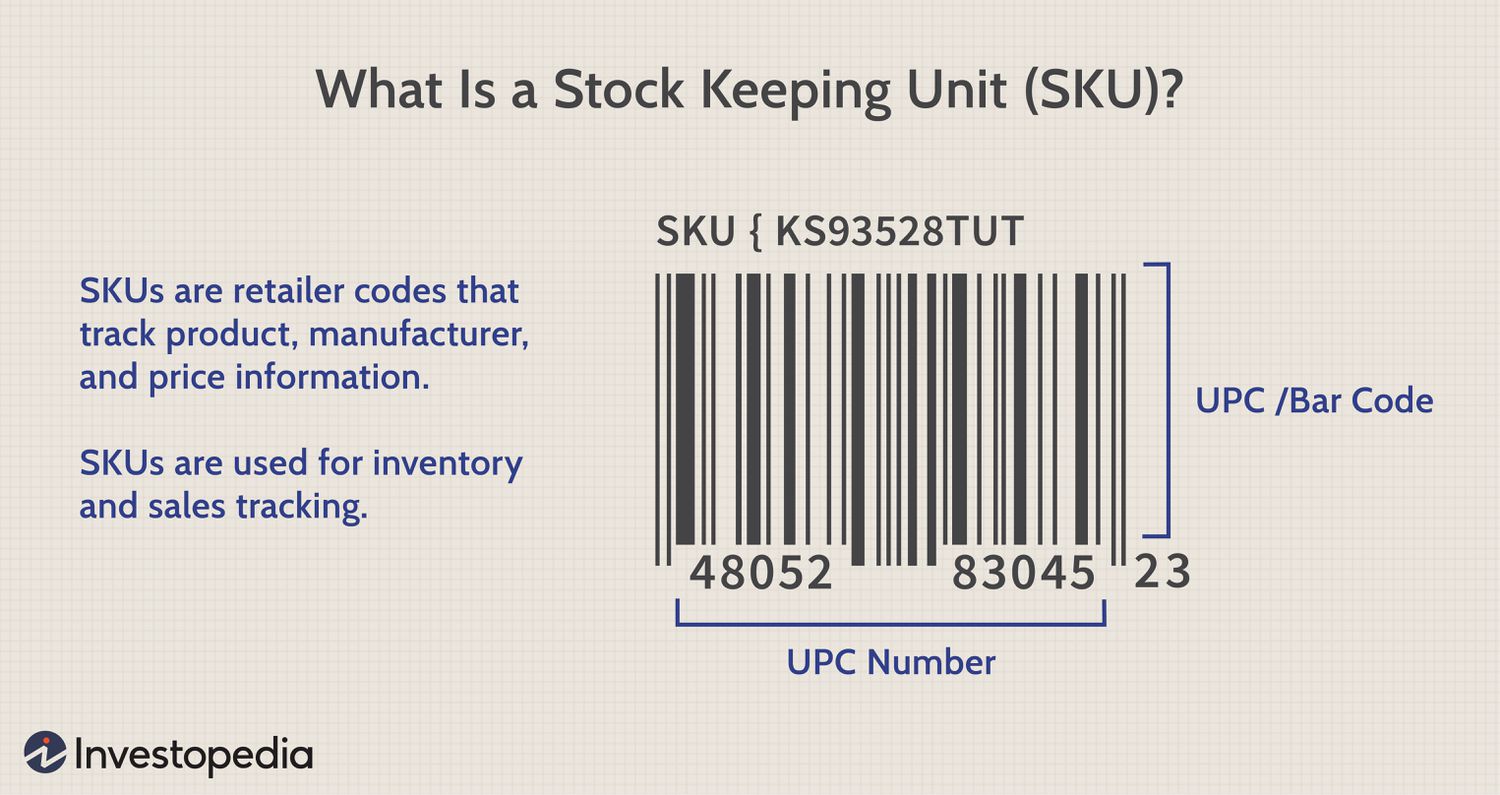 What Is a Stock Keeping Unit (SKU)?
SKUs are retailer codes that
track product, manufacturer,
and price information.
SKUs are used for inventory
and sales tracking.
SKU { KS93528TUT
UPC /Bar Code
48052 83045 23
UPC Number
Investopedia